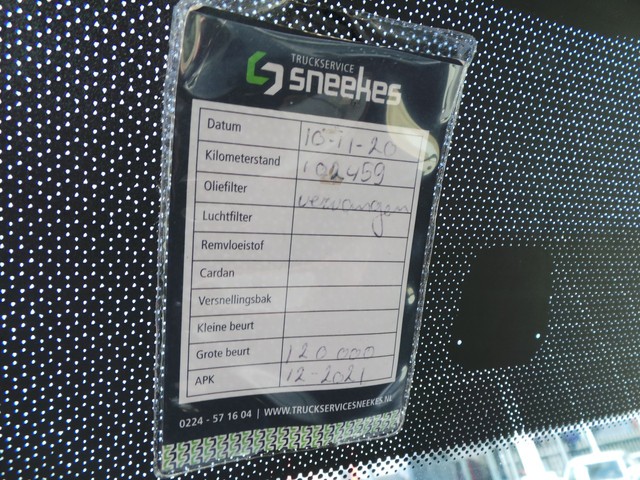 TRUCKSERVICE
sneekes
Datum 10-11-20
Kilometerstand 102459
Oliefilter vervangen
Luchtfilter
Remvloeistof
Cardan
Versnellingsbak
Kleine beurt
Grote beurt 120 000
APK 12-2021
0224 - 57 16 04 | WWW.TRUCKSERVICESNEEKES.NL